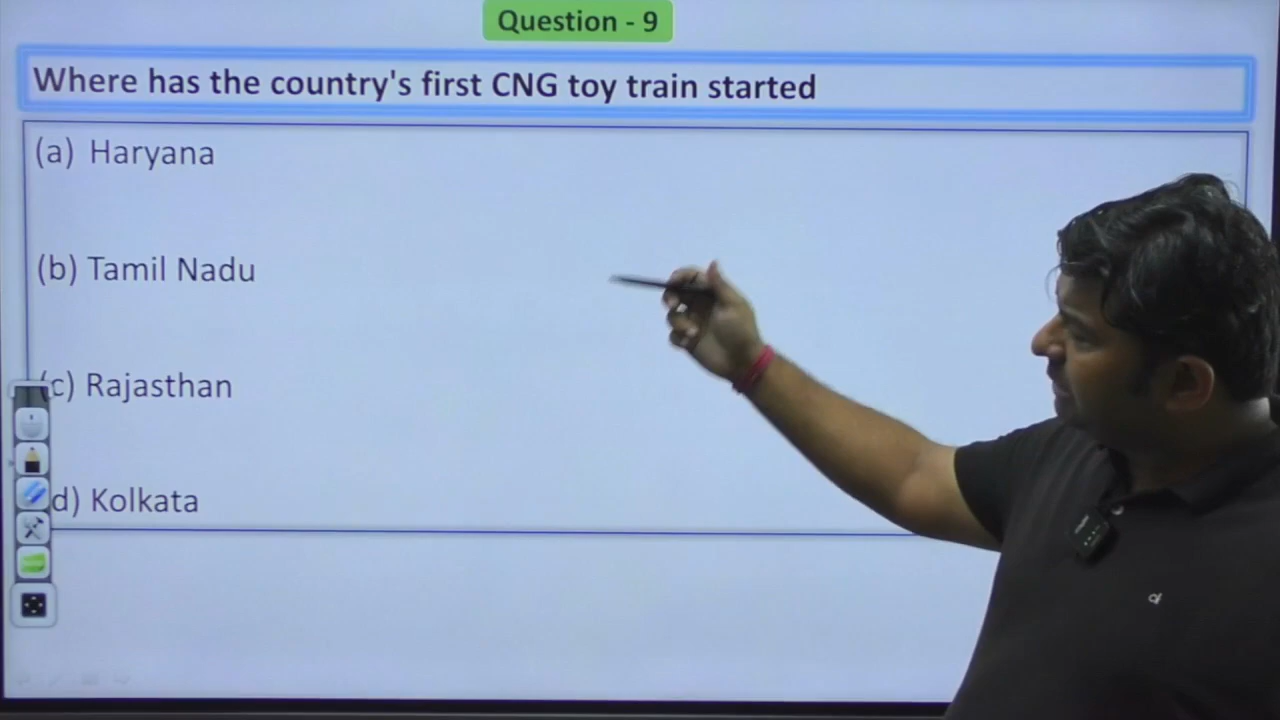 Question - 9
Where has the country's first CNG toy train started
(a) Haryana
(b) Tamil Nadu
(c) Rajasthan
d) Kolkata